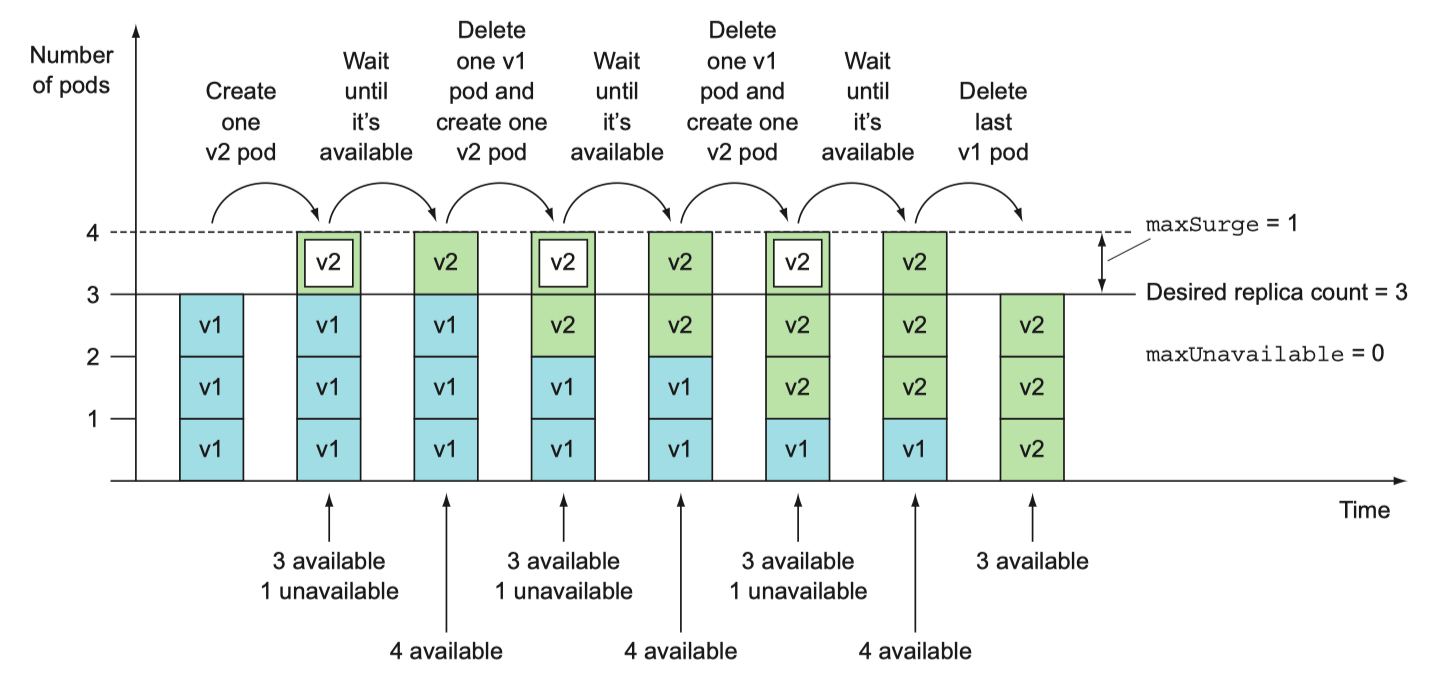 Number
of pods
Create
one
v2 pod
Wait
until
it's
available
Delete
one v1
pod and
create one
v2 pod
Wait
until
it's
available
Delete
one v1
pod and
create one
v2 pod
Wait
until
it's
available
Delete
last
v1 pod
4
3
2
1
v1
v1
v1
v2
v1
v1
v1
v2
v1
v1
v1
v2
v2
v1
v1
v2
v2
v1
v1
v2
v2
v2
v1
v2
v2
v2
v1
v2
v2
v2
maxSurge = 1
Desired replica count = 3
maxUnavailable = 0
Time
3 available
1 unavailable
4 available
3 available
1 unavailable
4 available
3 available
1 unavailable
4 available
3 available